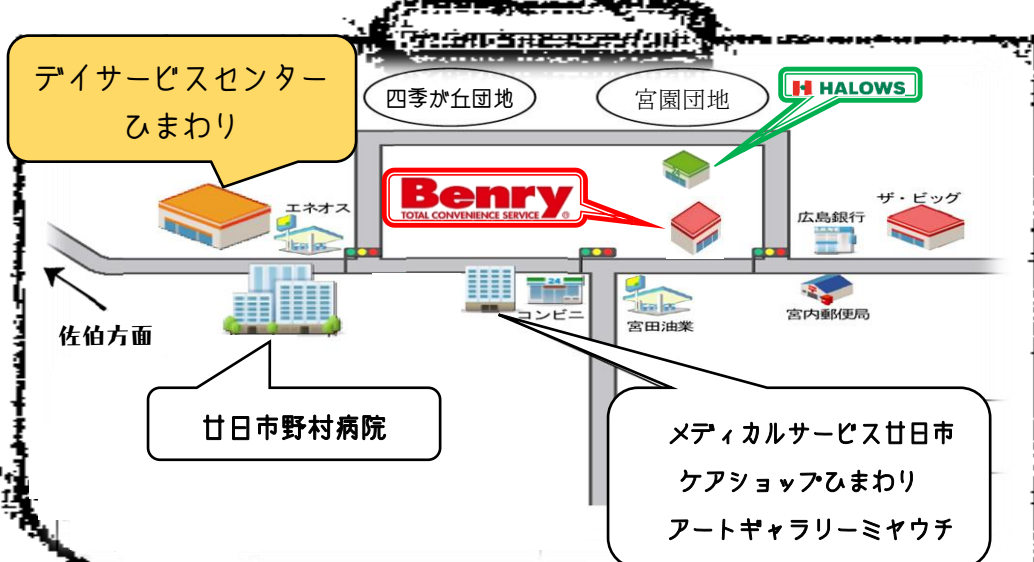 デイサービスセンター
ひまわり
四季が丘団地
宮園団地
HALOWS
Benry
TOTAL CONVENIENCE SERVICE
エネオス
ザ・ビッグ
広島銀行
24
コンビニ
宮田油業
宮内郵便局
佐伯方面
廿日市野村病院
メディカルサービス廿日市
ケアショップひまわり
アートギャラリーミヤウチ